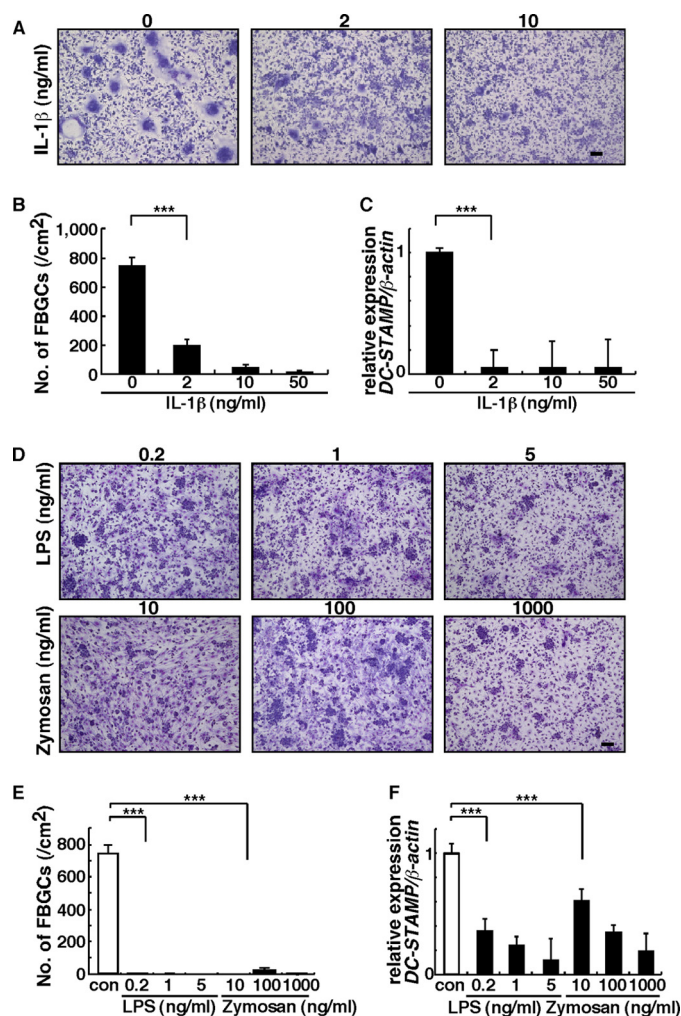 A
0 2 10
IL-1β (ng/ml)
B
No. of FBGCs (/cm2)
1,000
800
600
400
200
0
***
0 2 10 50
IL-1β (ng/ml)
C
relative expression
DC-STAMP/β-actin
1
0
***
0 2 10 50
IL-1β (ng/ml)
D
0.2 1 5
LPS (ng/ml)
10 100 1000
Zymosan (ng/ml)
E
No. of FBGCs (/cm2)
800
600
400
200
0
***
***
con 0.2 1 5 10 100 1000
LPS (ng/ml) Zymosan (ng/ml)
F
relative expression
DC-STAMP/β-actin
1
0
***
***
con 0.2 1 5 10 100 1000
LPS (ng/ml) Zymosan (ng/ml)